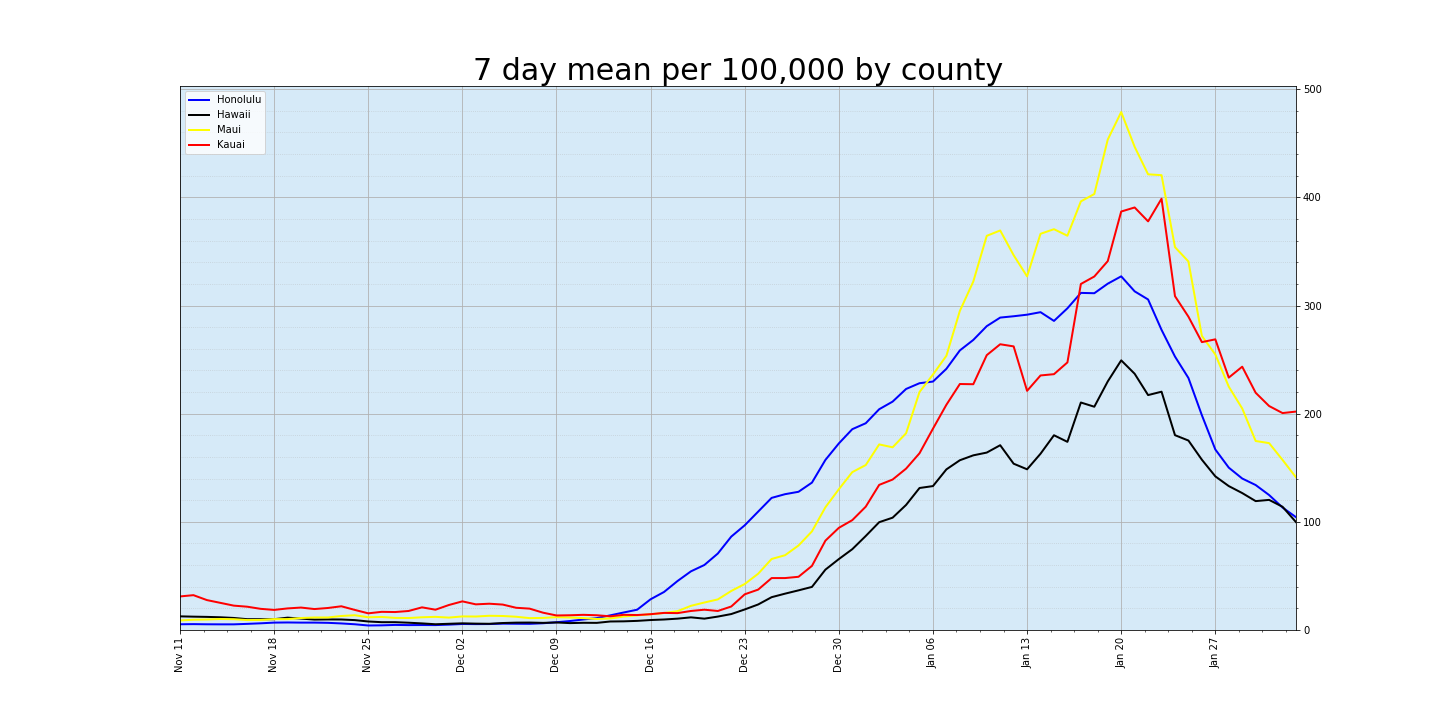 7 day mean per 100,000 by county
Honolulu
Hawaii
Maui
Kauai
500
400
300
200
100
0
Nov 11
Nov 18
Nov 25
Dec 02
Dec 09
Dec 16
Dec 23
Dec 30
Jan 06
Jan 13
Jan 20
Jan 27